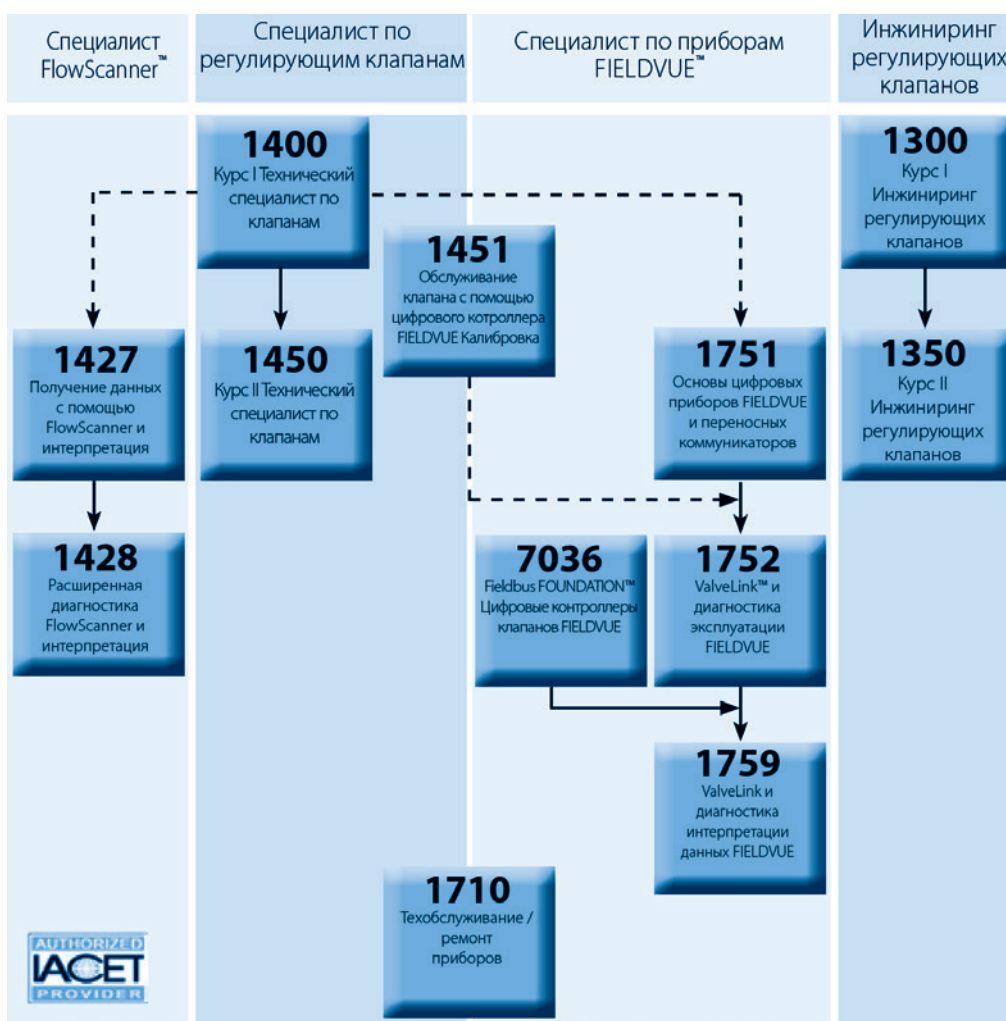 Специалист
FlowScanner™
Специалист по
регулирующим клапанам
Специалист по приборам
FIELDVUE™
Инжиниринг
регулирующих
клапанов
1400
Курс I Технический
специалист по
клапанам
1300
Курс I
Инжиниринг
регулирующих
клапанов
1451
Обслуживание
клапана с помощью
цифрового котроллера
FIELDVUE Калибровка
1427
Получение данных
с помощью
FlowScanner и
интерпретация
1450
Курс II Технический
специалист по
клапанам
1751
Основы цифровых
приборов FIELDVUE
и переносных
коммуникаторов
1350
Курс II
Инжиниринг
регулирующих
клапанов
1428
Расширенная
диагностика
FlowScanner и
интерпретация
7036
Fieldbus FOUNDATION™
Цифровые контроллеры
клапанов FIELDVUE
1752
ValveLink™ и
диагностика
эксплуатации
FIELDVUE
1759
ValveLink и
диагностика
интерпретации
данных FIELDVUE
1710
Техобслуживание /
ремонт
приборов
AUTHORIZED
IACET
PROVIDER